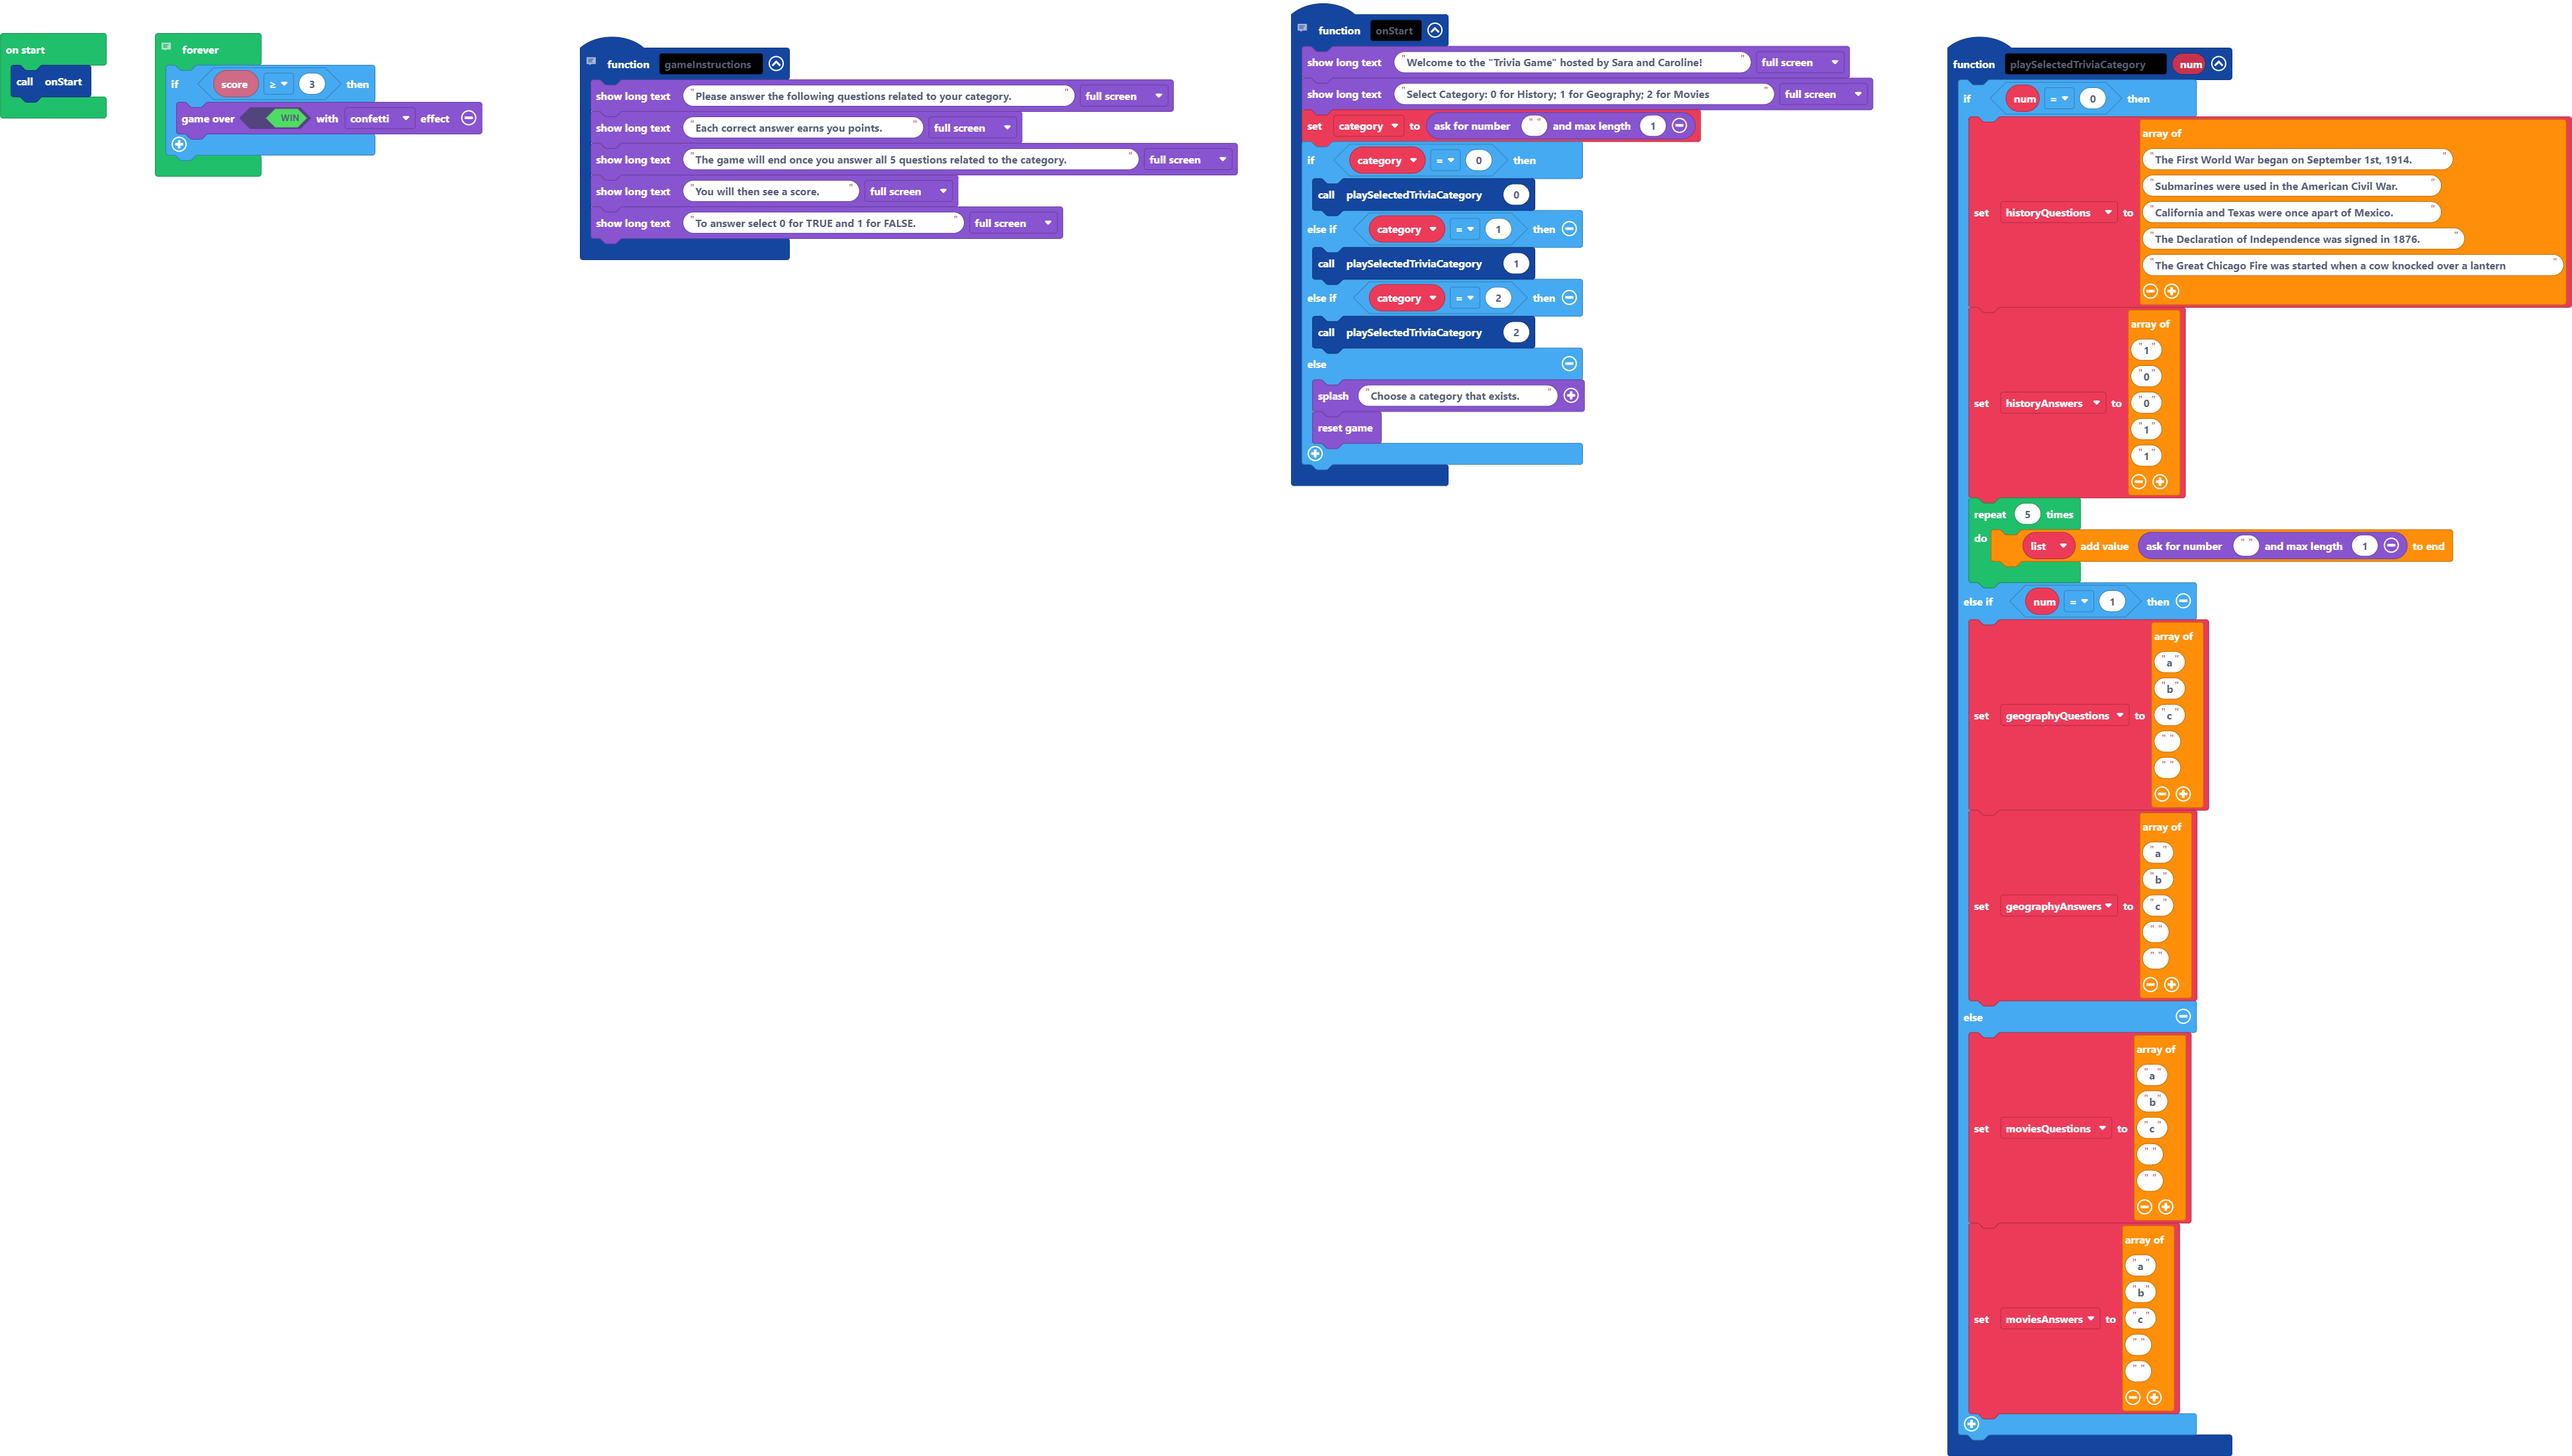 on start
call onStart
forever
if score ≥ 3 then
game over WIN with confetti effect
function gameInstructions
show long text "Please answer the following questions related to your category." full screen
show long text "Each correct answer earns you points." full screen
show long text "The game will end once you answer all 5 questions related to the category." full screen
show long text "You will then see a score." full screen
show long text "To answer select 0 for TRUE and 1 for FALSE." full screen
function onStart
show long text "Welcome to the "Trivia Game" hosted by Sara and Caroline!" full screen
show long text "Select Category: 0 for History; 1 for Geography; 2 for Movies" full screen
set category to ask for number "" and max length 1
if category = 0 then
call playSelectedTriviaCategory 0
else if category = 1 then
call playSelectedTriviaCategory 1
else if category = 2 then
call playSelectedTriviaCategory 2
else
splash "Choose a category that exists."
reset game
function playSelectedTriviaCategory num
if num = 0 then
set historyQuestions to array of
"The First World War began on September 1st, 1914."
"Submarines were used in the American Civil War."
"California and Texas were once apart of Mexico."
"The Declaration of Independence was signed in 1876."
"The Great Chicago Fire was started when a cow knocked over a lantern"
set historyAnswers to array of
"1"
"0"
"0"
"1"
"1"
repeat 5 times
do list add value ask for number "" and max length 1 to end
else if num = 1 then
set geographyQuestions to array of
"a"
"b"
"c"
""
""
set geographyAnswers to array of
"a"
"b"
"c"
""
""
else
set moviesQuestions to array of
"a"
"b"
"c"
""
""
set moviesAnswers to array of
"a"
"b"
"c"
""
""